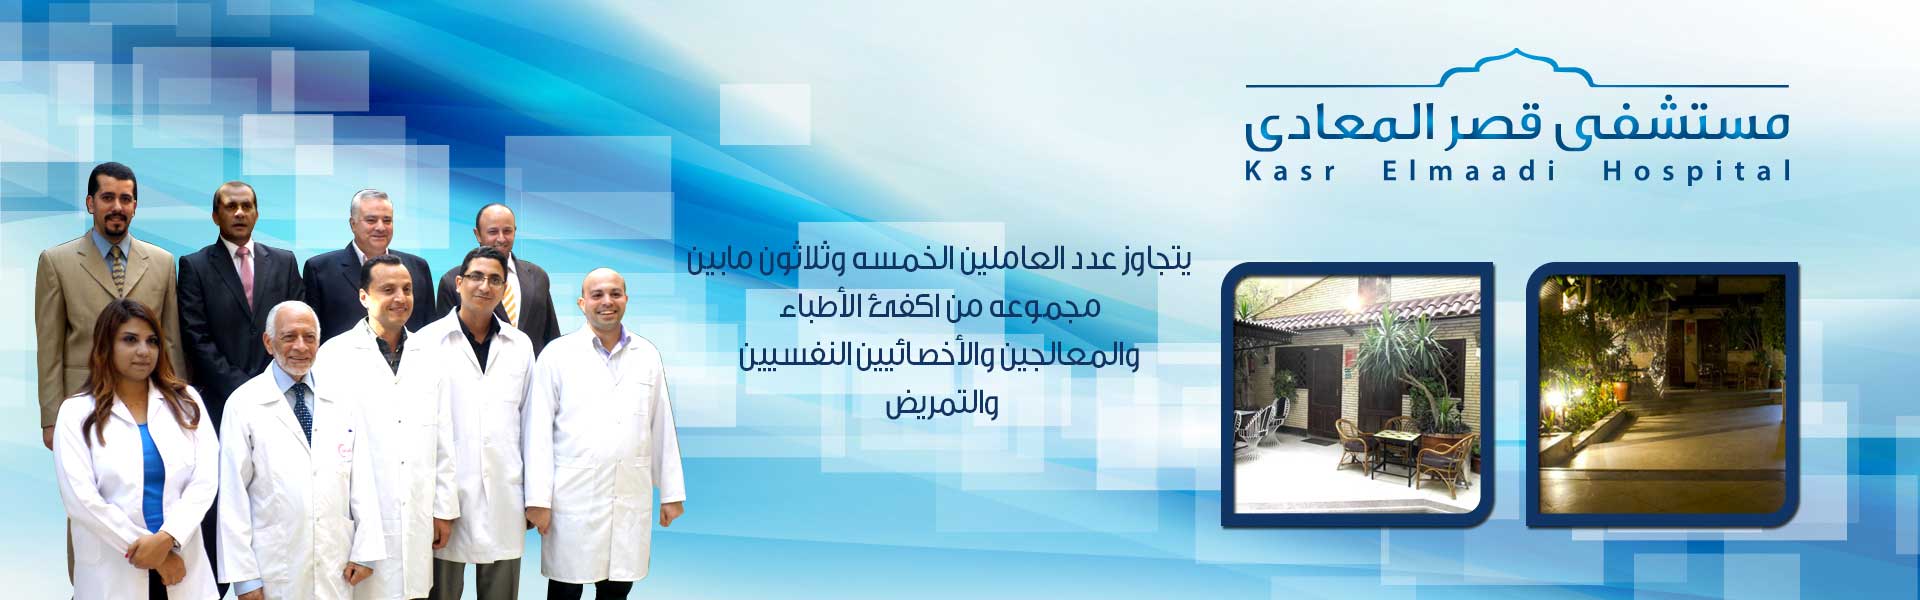 مستشفى قصر المعادى
Kasr Elmaadi Hospital
يتجاوز عدد العاملين الخمسه وثلاثون مابين
مجموعه من اكفئ الأطباء
والمعالجين والأخصائيين النفسيين
والتمريض